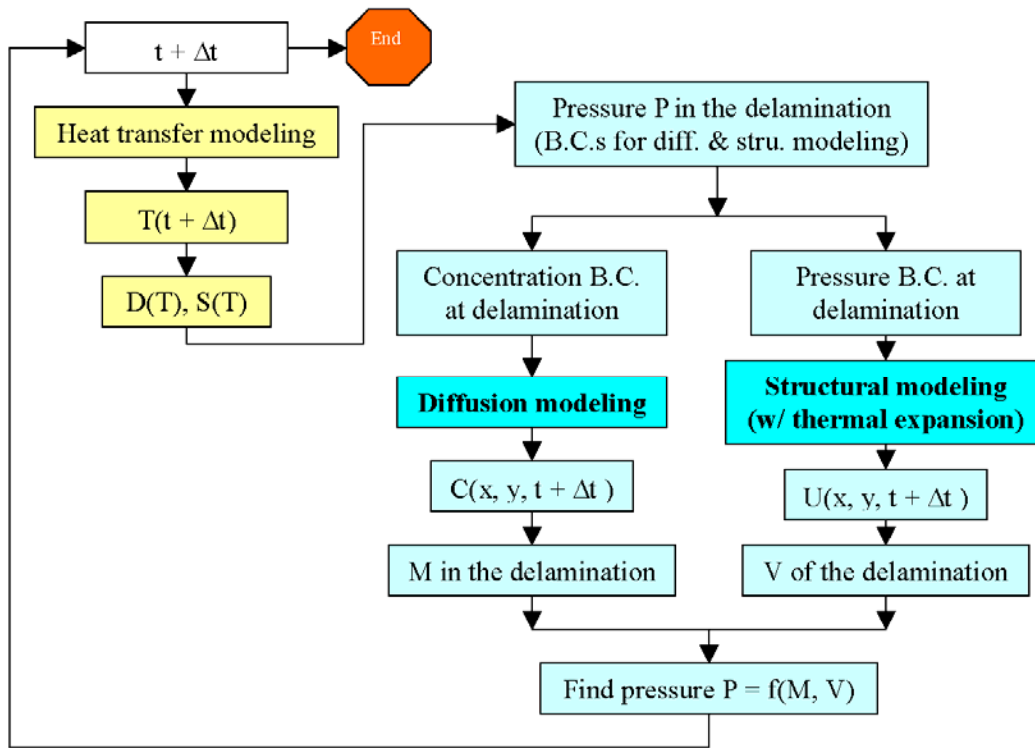 t + Δt
End
Heat transfer modeling
T(t + Δt)
D(T), S(T)
Pressure P in the delamination
(B.C.s for diff. & stru. modeling)
Concentration B.C.
at delamination
Diffusion modeling
C(x, y, t + Δt )
M in the delamination
Pressure B.C. at
delamination
Structural modeling
(w/ thermal expansion)
U(x, y, t + Δt )
V of the delamination
Find pressure P = f(M, V)